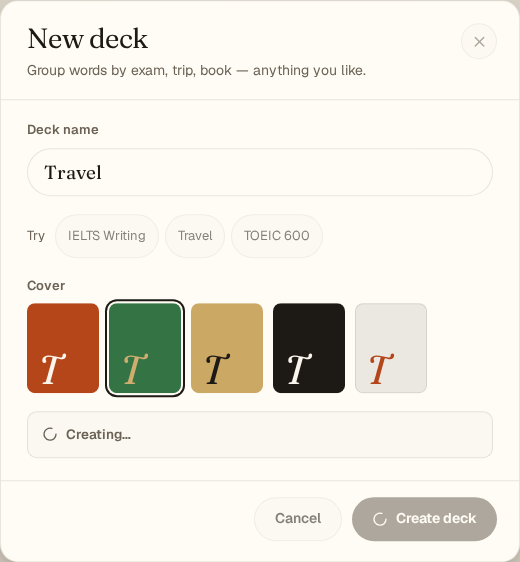 New deck
Group words by exam, trip, book — anything you like.
Deck name
Travel
Try IELTS Writing Travel TOEIC 600
Cover
T T T T T
Creating...
Cancel Create deck